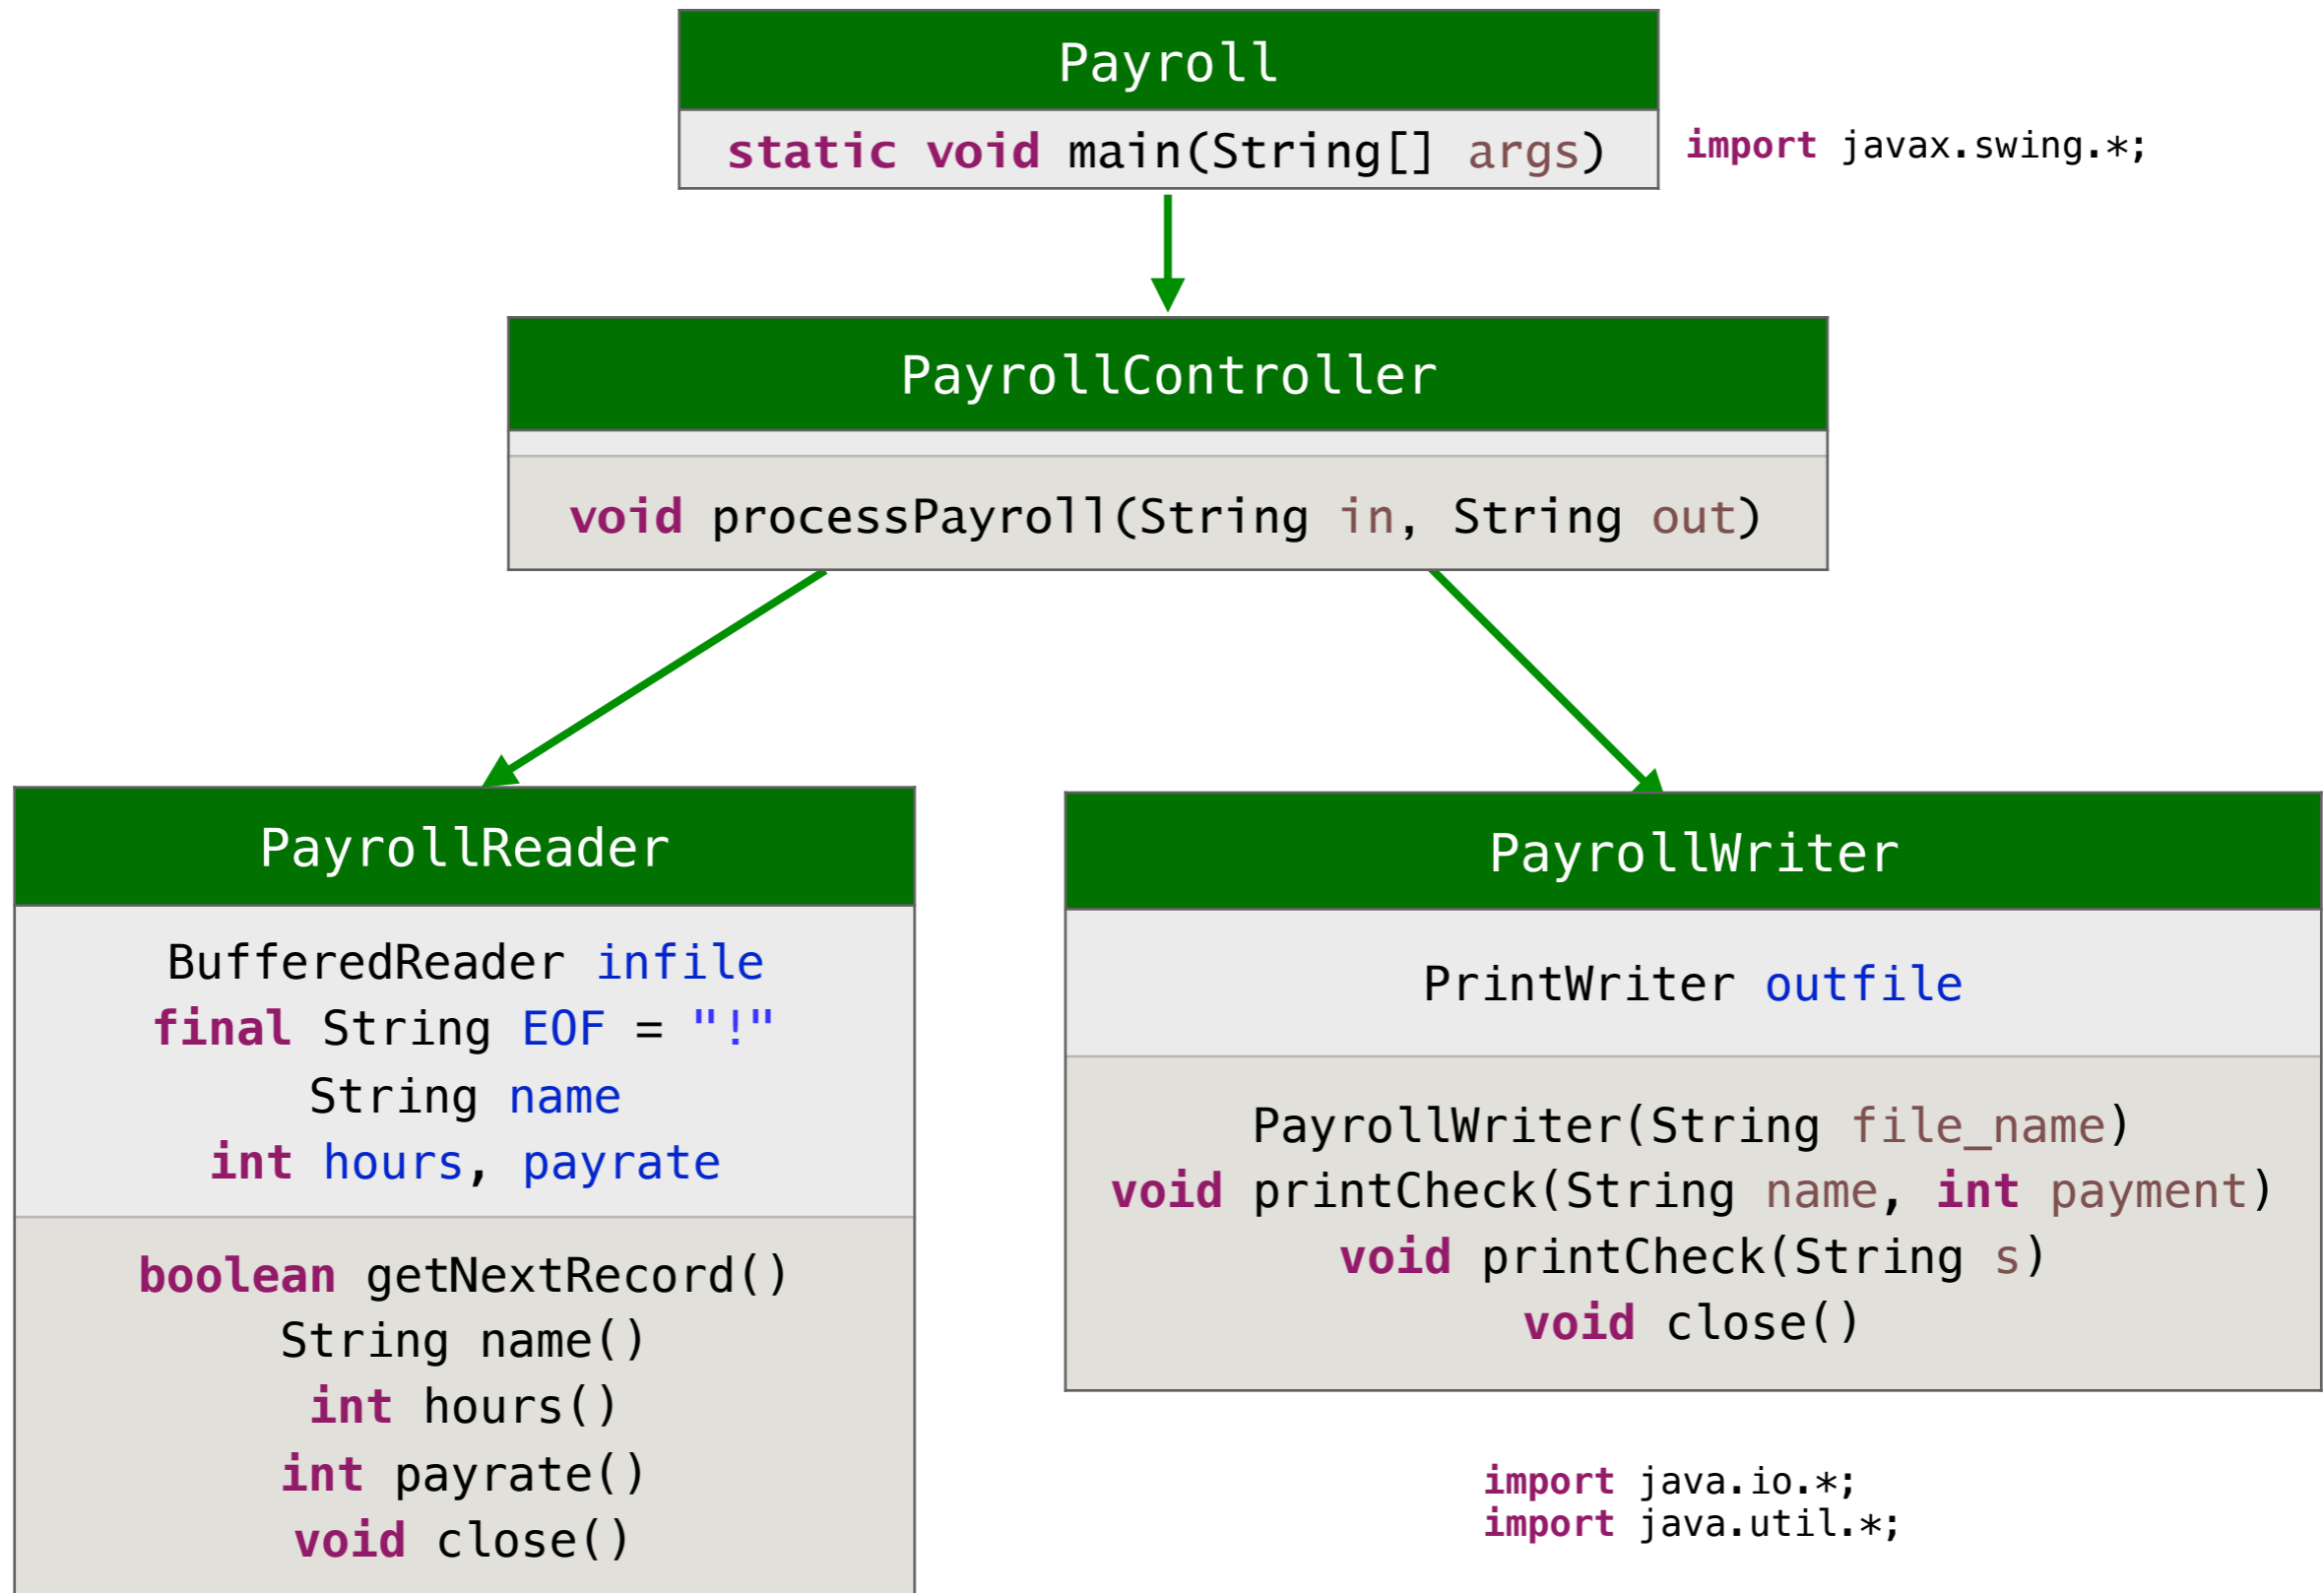 Payroll
static void main(String[] args)
import javax.swing.*;
PayrollController
void processPayroll(String in, String out)
PayrollReader
BufferedReader infile
final String EOF = "!"
String name
int hours, payrate
boolean getNextRecord()
String name()
int hours()
int payrate()
void close()
PayrollWriter
PrintWriter outfile
PayrollWriter(String file_name)
void printCheck(String name, int payment)
void printCheck(String s)
void close()
import java.io.*;
import java.util.*;